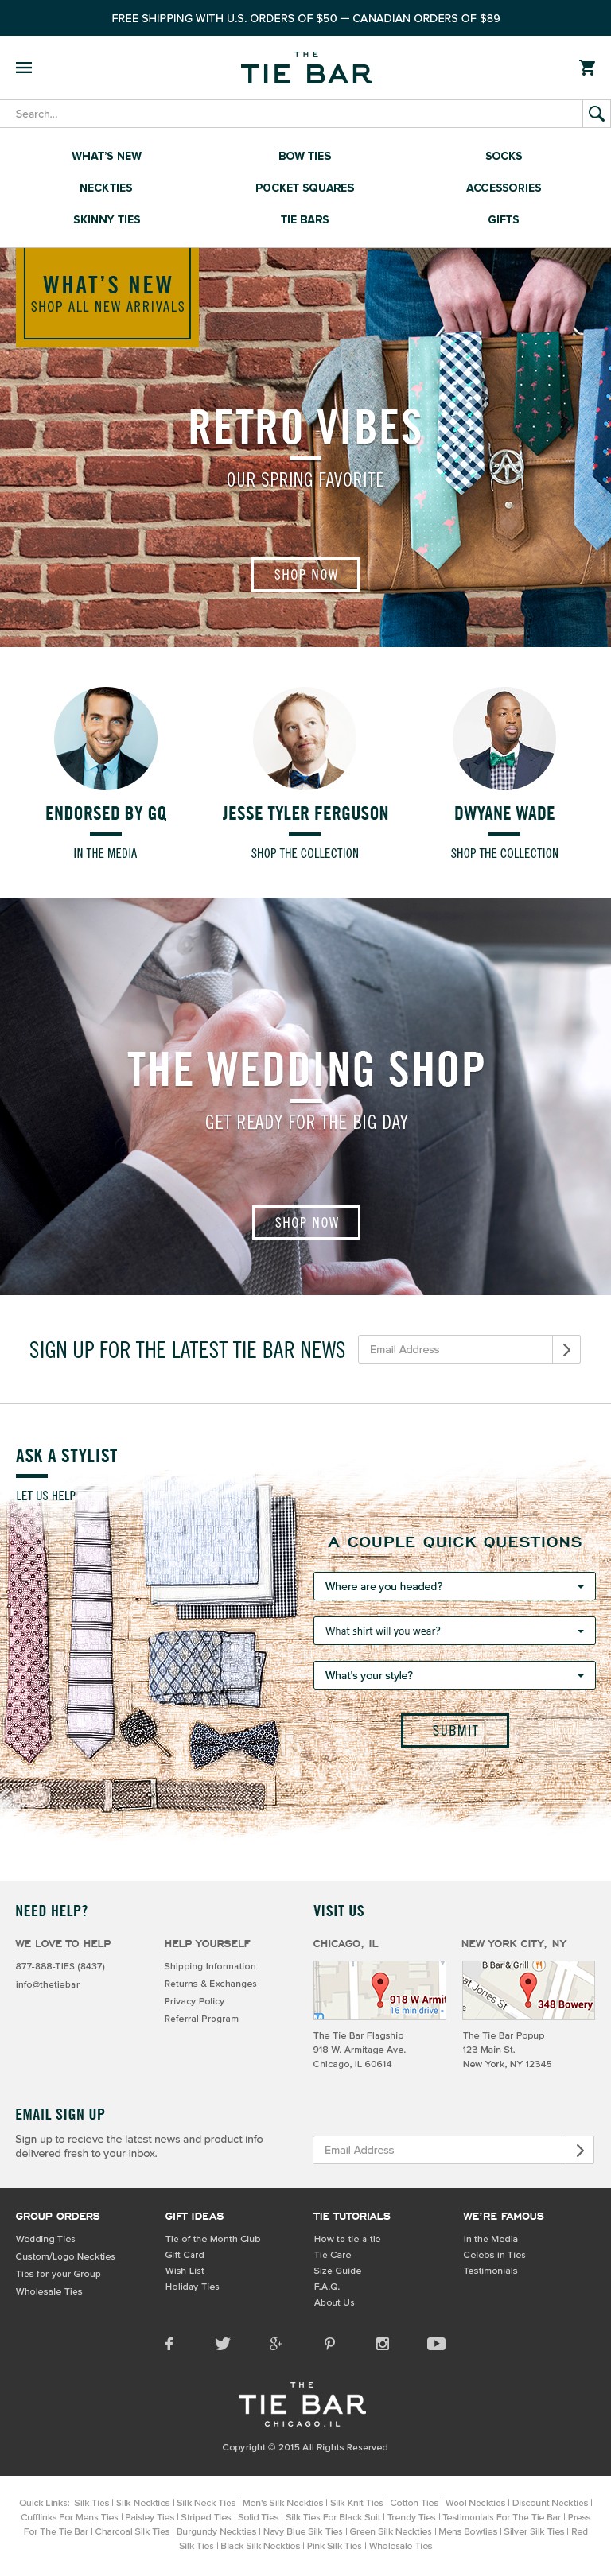 FREE SHIPPING WITH U.S. ORDERS OF $50 — CANADIAN ORDERS OF $89
THE
TIE BAR
Search...
WHAT'S NEW BOW TIES SOCKS
NECKTIES POCKET SQUARES ACCESSORIES
SKINNY TIES TIE BARS GIFTS
WHAT'S NEW
SHOP ALL NEW ARRIVALS
RETRO VIBES
OUR SPRING FAVORITE
SHOP NOW
ENDORSED BY GQ JESSE TYLER FERGUSON DWYANE WADE
IN THE MEDIA SHOP THE COLLECTION SHOP THE COLLECTION
THE WEDDING SHOP
GET READY FOR THE BIG DAY
SHOP NOW
SIGN UP FOR THE LATEST TIE BAR NEWS Email Address
ASK A STYLIST
LET US HELP
A COUPLE QUICK QUESTIONS
Where are you headed?
What shirt will you wear?
What's your style?
SUBMIT
NEED HELP? VISIT US
WE LOVE TO HELP HELP YOURSELF CHICAGO, IL NEW YORK CITY, NY
877-888-TIES (8437) Shipping Information
info@thetiebar Returns & Exchanges
Privacy Policy
Referral Program
918 W Armit
16 min drive -
B Bar & Grill
at Jones St
348 Bowery
The Tie Bar Flagship The Tie Bar Popup
918 W. Armitage Ave. 123 Main St.
Chicago, IL 60614 New York, NY 12345
EMAIL SIGN UP
Sign up to recieve the latest news and product info
delivered fresh to your inbox.
Email Address
GROUP ORDERS GIFT IDEAS TIE TUTORIALS WE'RE FAMOUS
Wedding Ties Tie of the Month Club How to tie a tie In the Media
Custom/Logo Neckties Gift Card Tie Care Celebs in Ties
Ties for your Group Wish List Size Guide Testimonials
Wholesale Ties Holiday Ties F.A.Q.
About Us
THE
TIE BAR
CHICAGO, IL
Copyright © 2015 All Rights Reserved
Quick Links: Silk Ties | Silk Neckties | Silk Neck Ties | Men's Silk Neckties | Silk Knit Ties | Cotton Ties | Wool Neckties | Discount Neckties |
Cufflinks For Mens Ties | Paisley Ties | Striped Ties | Solid Ties | Silk Ties For Black Suit | Trendy Ties | Testimonials For The Tie Bar | Press
For The Tie Bar | Charcoal Silk Ties | Burgundy Neckties | Navy Blue Silk Ties | Green Silk Neckties | Mens Bowties | Silver Silk Ties | Red
Silk Ties | Black Silk Neckties | Pink Silk Ties | Wholesale Ties